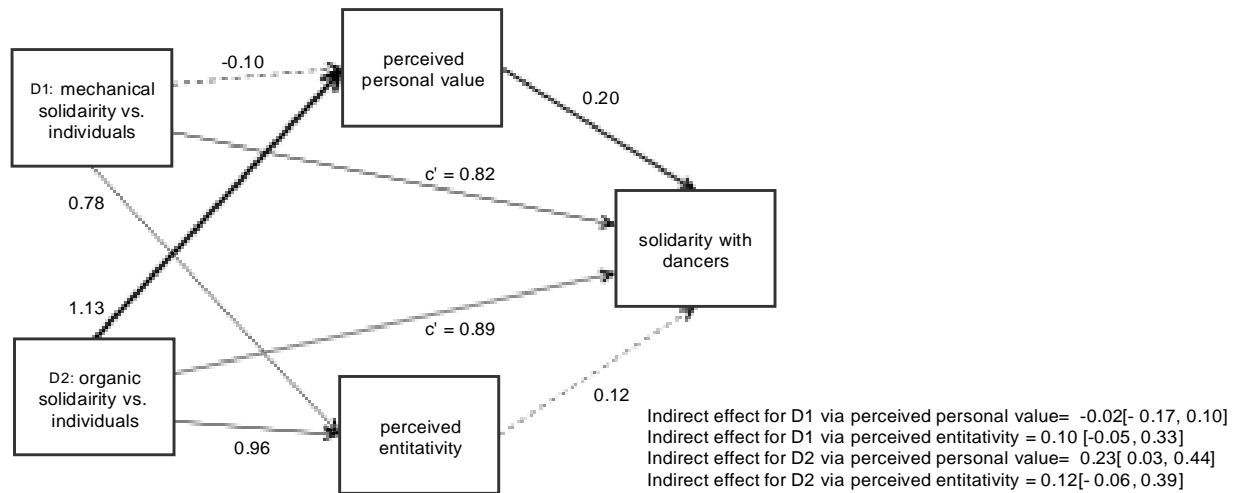 D1: mechanical
solidairity vs.
individuals
-0.10
perceived
personal value
0.20
c' = 0.82
0.78
solidarity with
dancers
1.13
c' = 0.89
D2: organic
solidairity vs.
individuals
0.96
perceived
entitativity
0.12
Indirect effect for D1 via perceived personal value= -0.02[- 0.17, 0.10]
Indirect effect for D1 via perceived entitativity = 0.10 [-0.05, 0.33]
Indirect effect for D2 via perceived personal value= 0.23[ 0.03, 0.44]
Indirect effect for D2 via perceived entitativity = 0.12[- 0.06, 0.39]